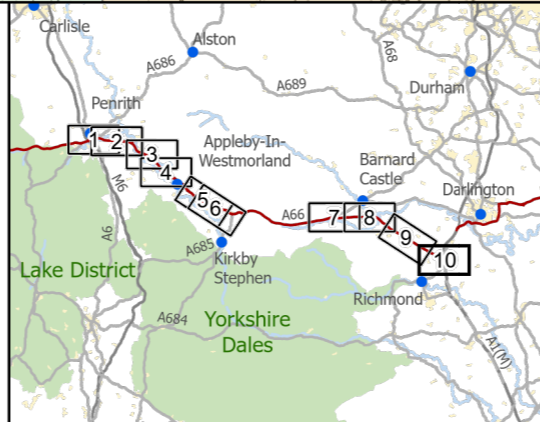 Carlisle
Alston
A686
A68
A689
Durham
Penrith
1
2
3
4
5
6
Appleby-In-
Westmorland
Barnard
Castle
Darlington
M6
A6
A66
7
8
9
10
A685
Lake District
Kirkby
Stephen
Richmond
A684
Yorkshire
Dales
A1(M)